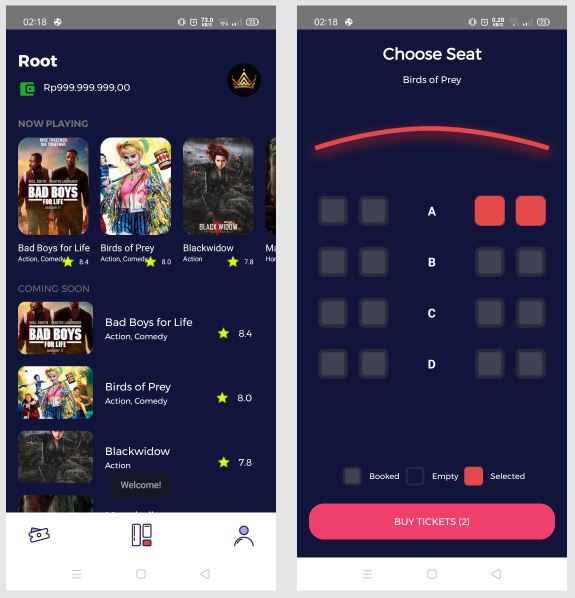 02:18
73.0
KB/S
73
Root
Rp999.999.999,00
NOW PLAYING
RIDE TOGETHER.
DIE TOGETHER.
BAD BOYS
FOR LIFE
BLACK WIDOW
Bad Boys for Life
Action, Comedy
8.4
Birds of Prey
Action, Comedy
8.0
Blackwidow
Action
7.8
COMING SOON
BAD BOYS
FOR LIFE
Bad Boys for Life
Action, Comedy
8.4
Birds of Prey
Action, Comedy
8.0
Blackwidow
Action
7.8
Welcome!
02:18
0.28
KB/S
73
Choose Seat
Birds of Prey
A
B
C
D
Booked
Empty
Selected
BUY TICKETS (2)